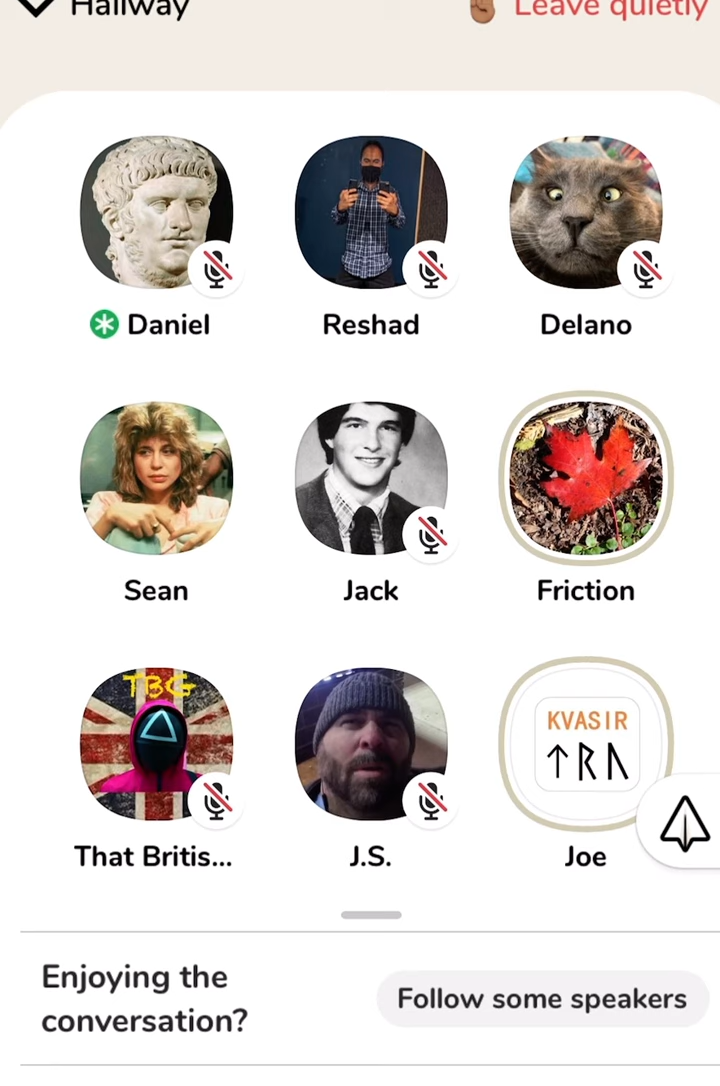 Hallway
Leave quietly
Daniel
Reshad
Delano
Sean
Jack
Friction
TBG
KVASIR
ᛏᚱᚢ
That Britis...
J.S.
Joe
Enjoying the
conversation?
Follow some speakers